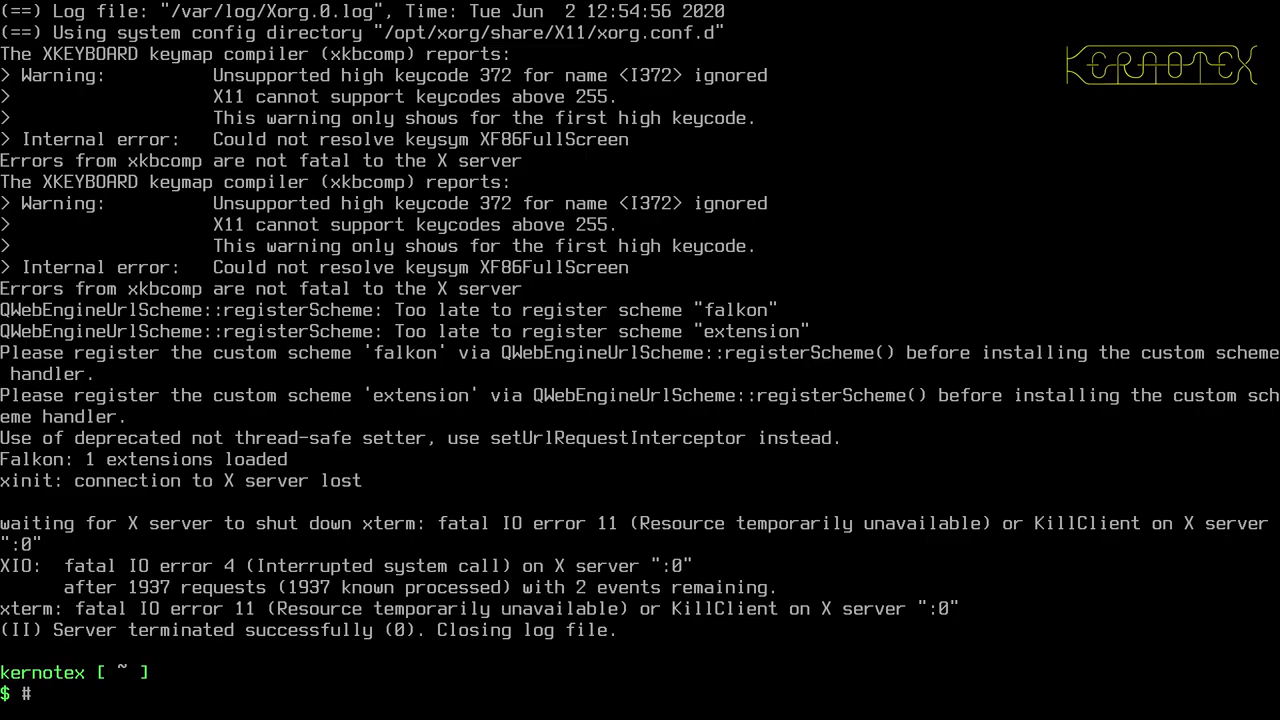 (==) Log file: "/var/log/Xorg.0.log", Time: Tue Jun  2 12:54:56 2020
(==) Using system config directory "/opt/xorg/share/X11/xorg.conf.d"
KERNOTEX
The XKEYBOARD keymap compiler (xkbcomp) reports:
> Warning:          Unsupported high keycode 372 for name <I372> ignored
>                   X11 cannot support keycodes above 255.
>                   This warning only shows for the first high keycode.
> Internal error:   Could not resolve keysym XF86FullScreen
Errors from xkbcomp are not fatal to the X server
The XKEYBOARD keymap compiler (xkbcomp) reports:
> Warning:          Unsupported high keycode 372 for name <I372> ignored
>                   X11 cannot support keycodes above 255.
>                   This warning only shows for the first high keycode.
> Internal error:   Could not resolve keysym XF86FullScreen
Errors from xkbcomp are not fatal to the X server
QWebEngineUrlScheme::registerScheme: Too late to register scheme "falkon"
QWebEngineUrlScheme::registerScheme: Too late to register scheme "extension"
Please register the custom scheme 'falkon' via QWebEngineUrlScheme::registerScheme() before installing the custom scheme
 handler.
Please register the custom scheme 'extension' via QWebEngineUrlScheme::registerScheme() before installing the custom sch
eme handler.
Use of deprecated not thread-safe setter, use setUrlRequestInterceptor instead.
Falkon: 1 extensions loaded
xinit: connection to X server lost
waiting for X server to shut down xterm: fatal IO error 11 (Resource temporarily unavailable) or KillClient on X server
":0"
XIO:  fatal IO error 4 (Interrupted system call) on X server ":0"
      after 1937 requests (1937 known processed) with 2 events remaining.
xterm: fatal IO error 11 (Resource temporarily unavailable) or KillClient on X server ":0"
(II) Server terminated successfully (0). Closing log file.
kernotex [ ~ ]
$ #